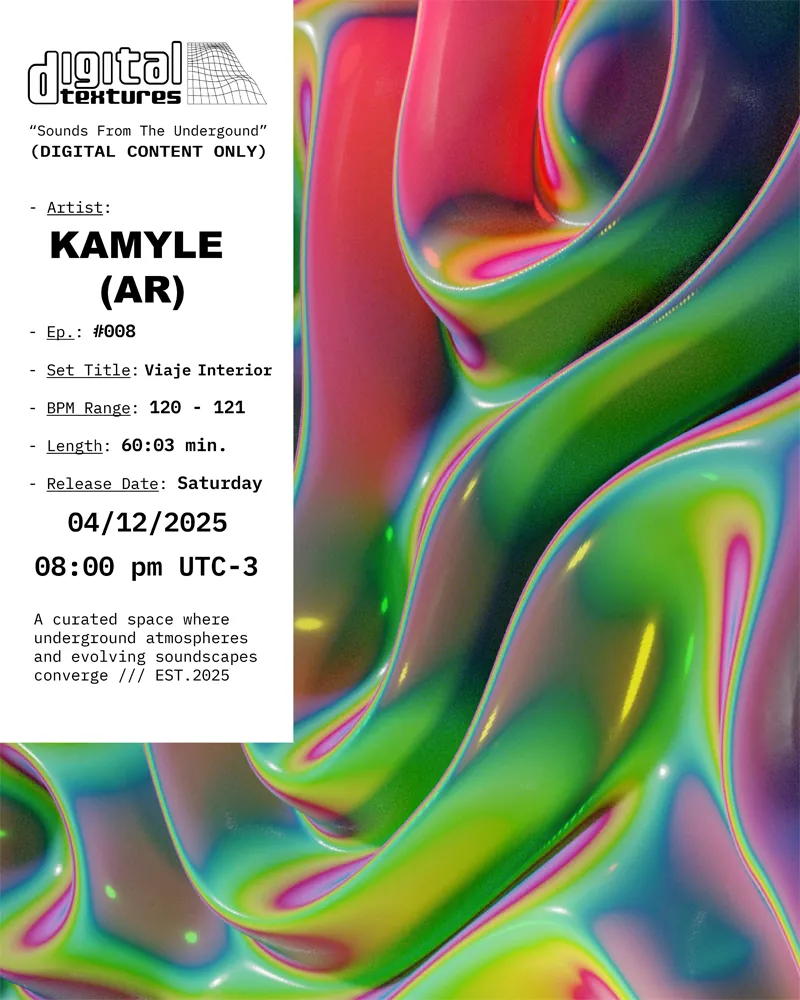 digital
textures
“Sounds From The Undergound”
(DIGITAL CONTENT ONLY)
- Artist:
KAMYLE
(AR)
- Ep.: #008
- Set Title: Viaje Interior
- BPM Range: 120 - 121
- Length: 60:03 min.
- Release Date: Saturday
04/12/2025
08:00 pm UTC-3
A curated space where
underground atmospheres
and evolving soundscapes
converge /// EST.2025